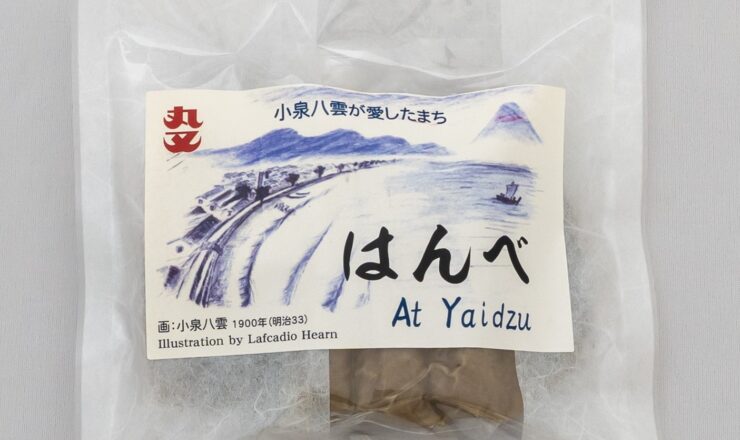 丸又
小泉八雲が愛したまち
はんべ
At Yaidzu
画:小泉八雲 1900年(明治33)
Illustration by Lafcadio Hearn